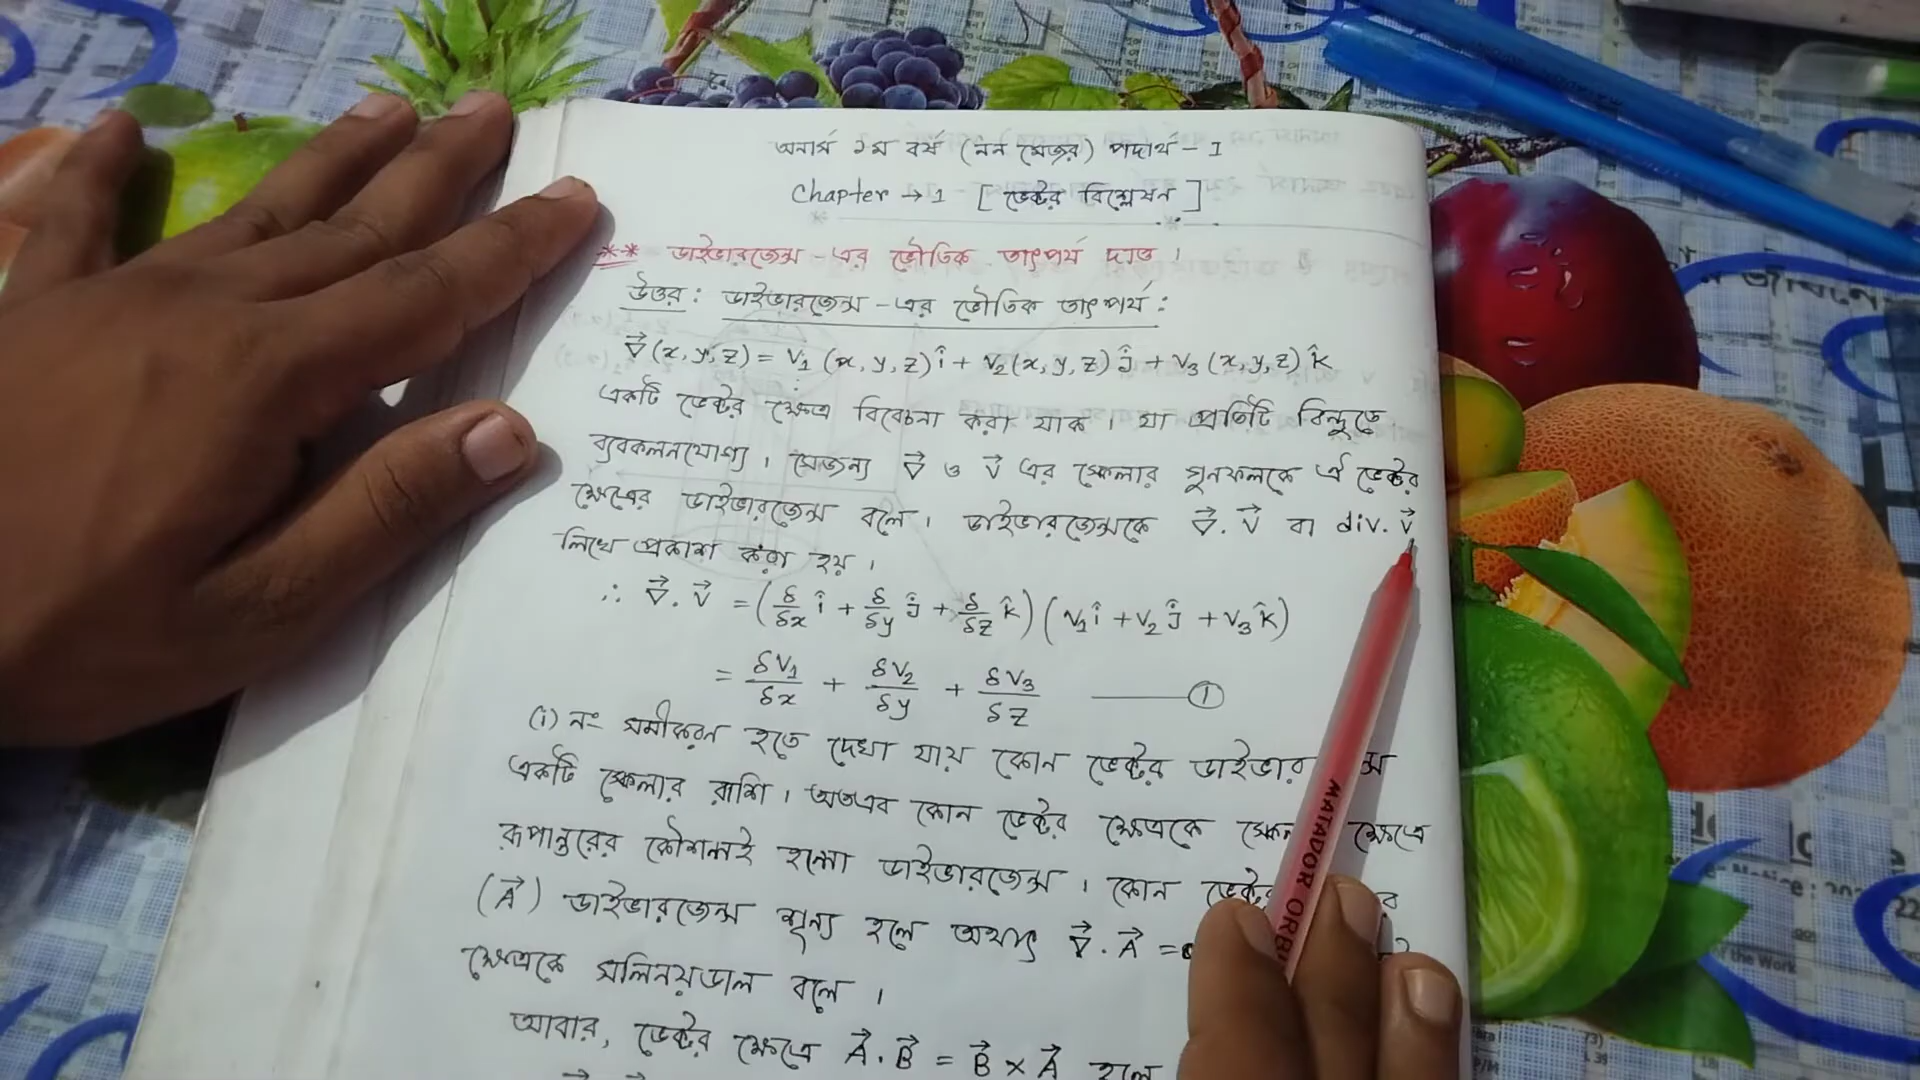 অনার্স ১ম বর্ষ (নন মেজর) পদার্থ - 1
Chapter → 1 [ ভেক্টর বিশ্লেষন ]
** ডাইভারজেন্স -এর ভৌতিক তাৎপর্য দাও ।
উত্তর : ডাইভারজেন্স -এর ভৌতিক তাৎপর্য :
V⃗ (x, y, z) = V₁ (x, y, z) î + V₂ (x, y, z) ĵ + V₃ (x, y, z) k̂
একটি ভেক্টর ক্ষেত্র বিবেচনা করা যাক । যা প্রতিটি বিন্দুতে
ব্যবকলনযোগ্য । সেজন্য ∇⃗ ও V⃗ এর স্কেলার গুনফলকে ঐ ভেক্টর
ক্ষেত্রের ডাইভারজেন্স বলে । ডাইভারজেন্সকে ∇⃗ . V⃗ বা div. V⃗
লিখে প্রকাশ করা হয় ।
∴ ∇⃗ . V⃗ = (δ/δx î + δ/δy ĵ + δ/δz k̂) (V₁î + V₂ĵ + V₃k̂)
= δV₁/δx + δV₂/δy + δV₃/δz —— ①
(i) নং সমীকরন হতে দেখা যায় কোন ভেক্টর ডাইভার ন্স
একটি স্কেলার রাশি । অতএব কোন ভেক্টর ক্ষেত্রকে ক্ষেত্রে
রূপান্তরের কৌশলই হলো ডাইভারজেন্স । কোন
(A⃗) ডাইভারজেন্স শূন্য হলে অর্থাৎ ∇⃗ . A⃗ =
ক্ষেত্রকে সলিনয়ডাল বলে ।
আবার, ভেক্টর ক্ষেত্রে A⃗ . B⃗ = B⃗ × A⃗ হলে
MATADOR ORB